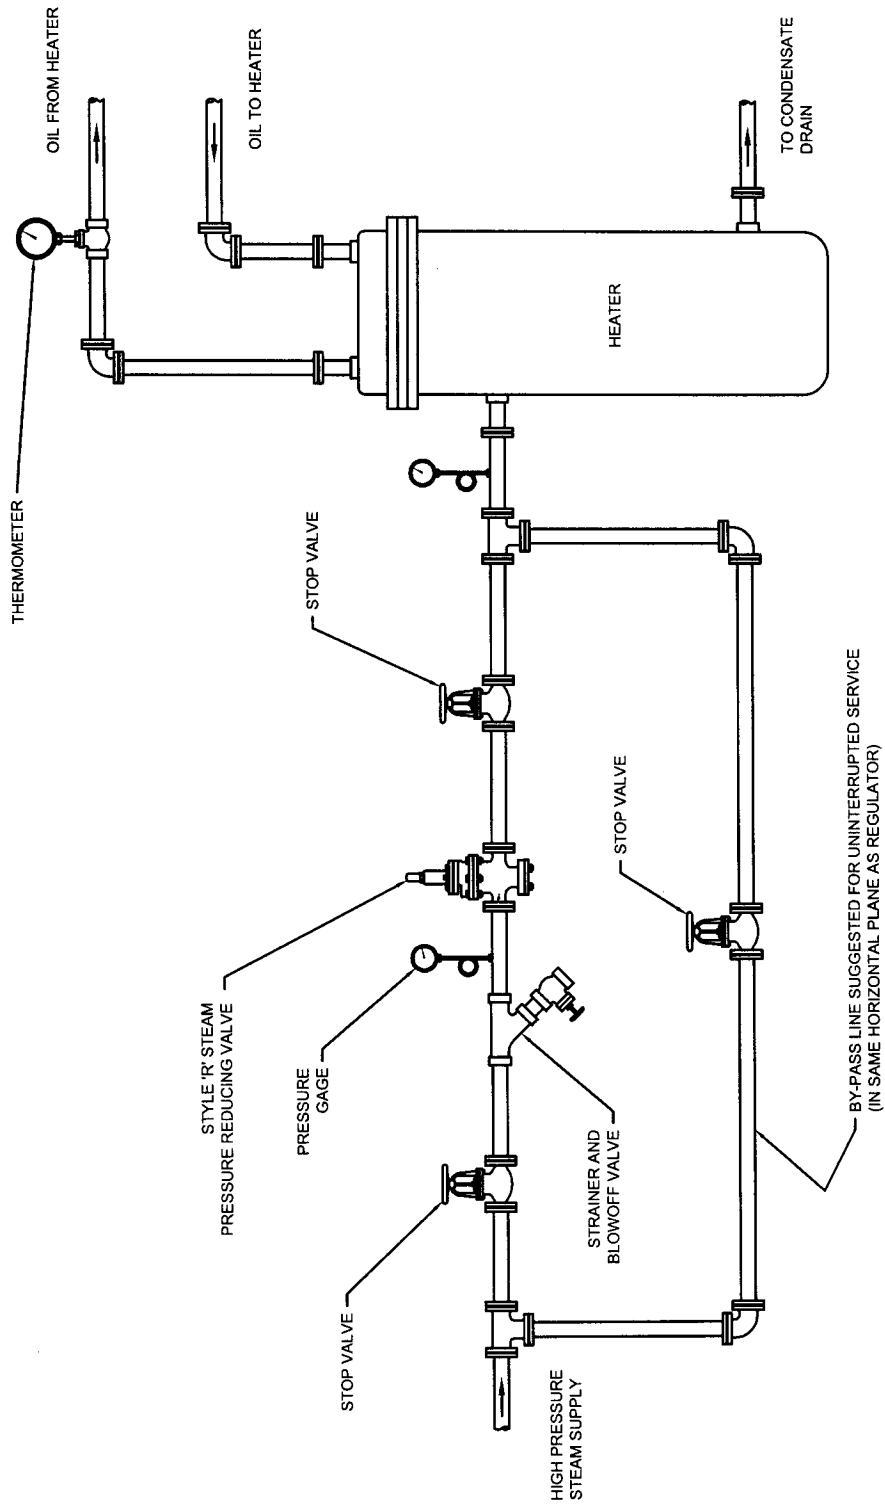 THERMOMETER
OIL FROM HEATER
OIL TO HEATER
STOP VALVE
STYLE 'R' STEAM
PRESSURE REDUCING VALVE
PRESSURE
GAGE
STOP VALVE
HEATER
TO CONDENSATE
DRAIN
STRAINER AND
BLOWOFF VALVE
STOP VALVE
HIGH PRESSURE
STEAM SUPPLY
BY-PASS LINE SUGGESTED FOR UNINTERRUPTED SERVICE
(IN SAME HORIZONTAL PLANE AS REGULATOR)